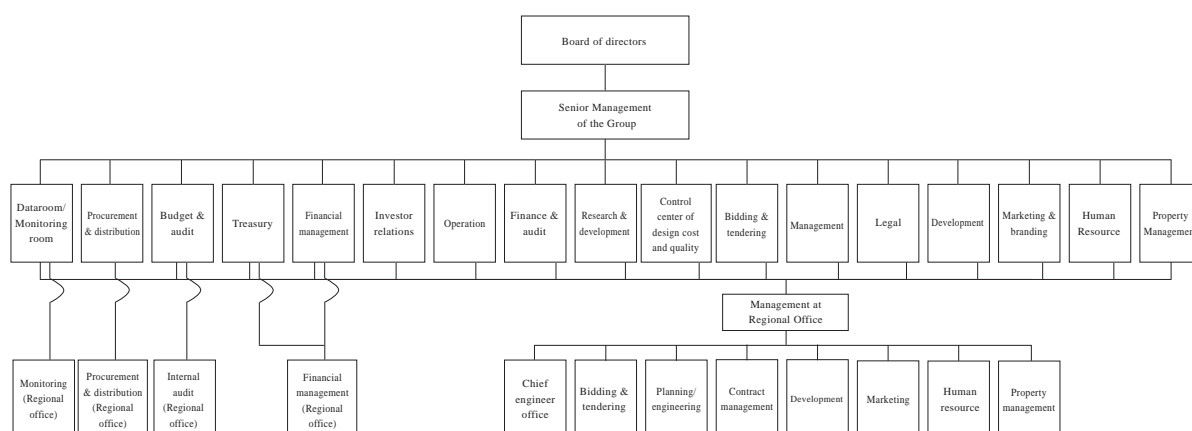 Board of directors
Senior Management
of the Group
Dataroom/
Monitoring
room
Procurement
& distribution
Budget &
audit
Treasury
Financial
management
Investor
relations
Operation
Finance &
audit
Research &
development
Control
center of
design cost
and quality
Bidding &
tendering
Management
Legal
Development
Marketing &
branding
Human
Resource
Property
Management
Management at
Regional Office
Monitoring
(Regional
office)
Procurement
& distribution
(Regional
office)
Internal
audit
(Regional
office)
Financial
management
(Regional
office)
Chief
engineer
office
Bidding &
tendering
Planning/
engineering
Contract
management
Development
Marketing
Human
resource
Property
management